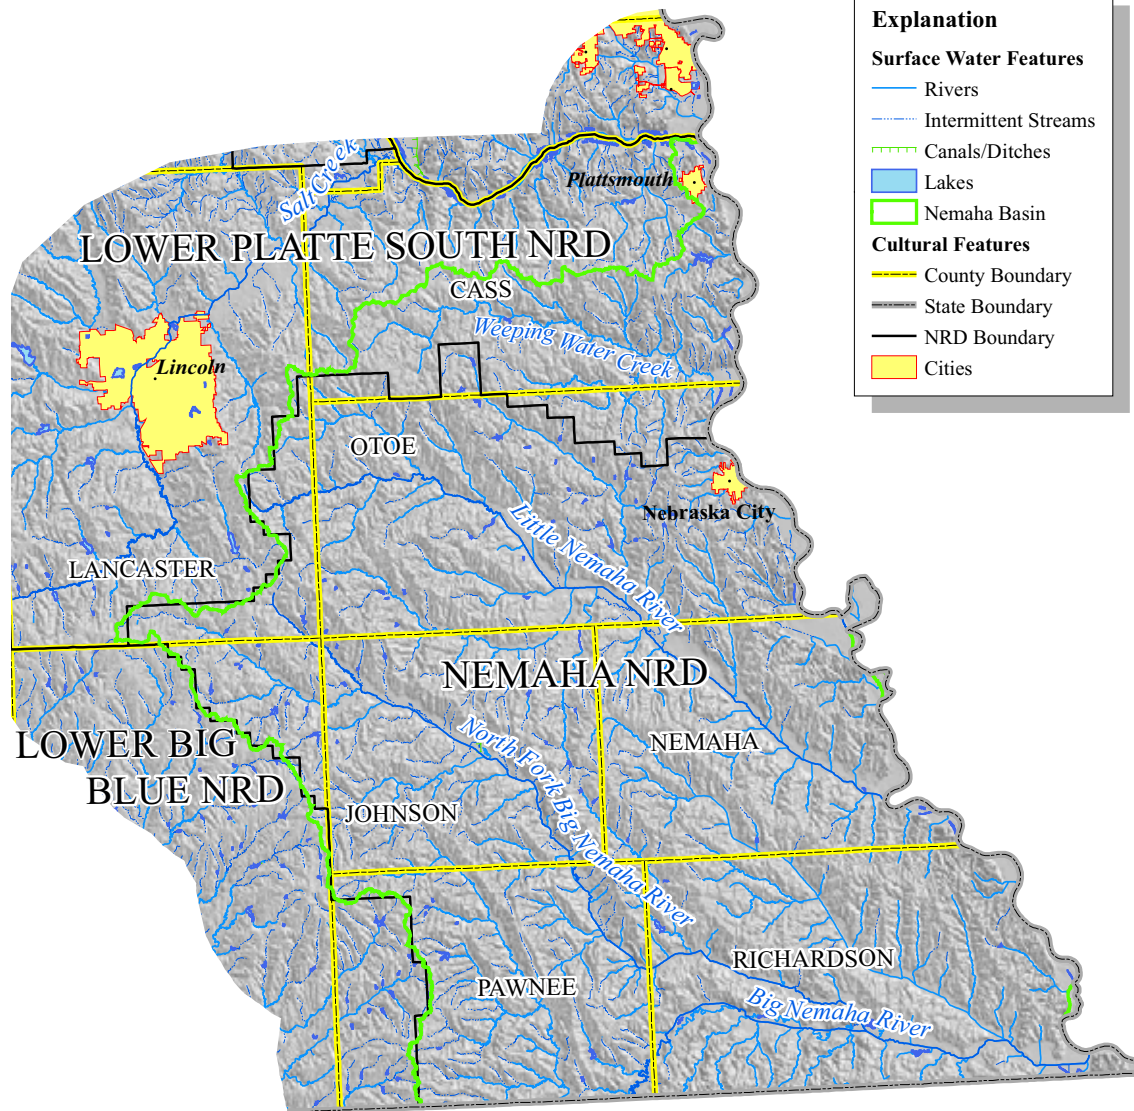 Explanation
Surface Water Features
Rivers
Intermittent Streams
Canals/Ditches
Lakes
Nemaha Basin
Cultural Features
County Boundary
State Boundary
NRD Boundary
Cities
Salt Creek
Plattsmouth
LOWER PLATTE SOUTH NRD
CASS
Weeping Water Creek
Lincoln
OTOE
Nebraska City
Little Nemaha River
LANCASTER
NEMAHA NRD
LOWER BIG
BLUE NRD
North Fork Big Nemaha River
NEMAHA
JOHNSON
RICHARDSON
PAWNEE
Big Nemaha River